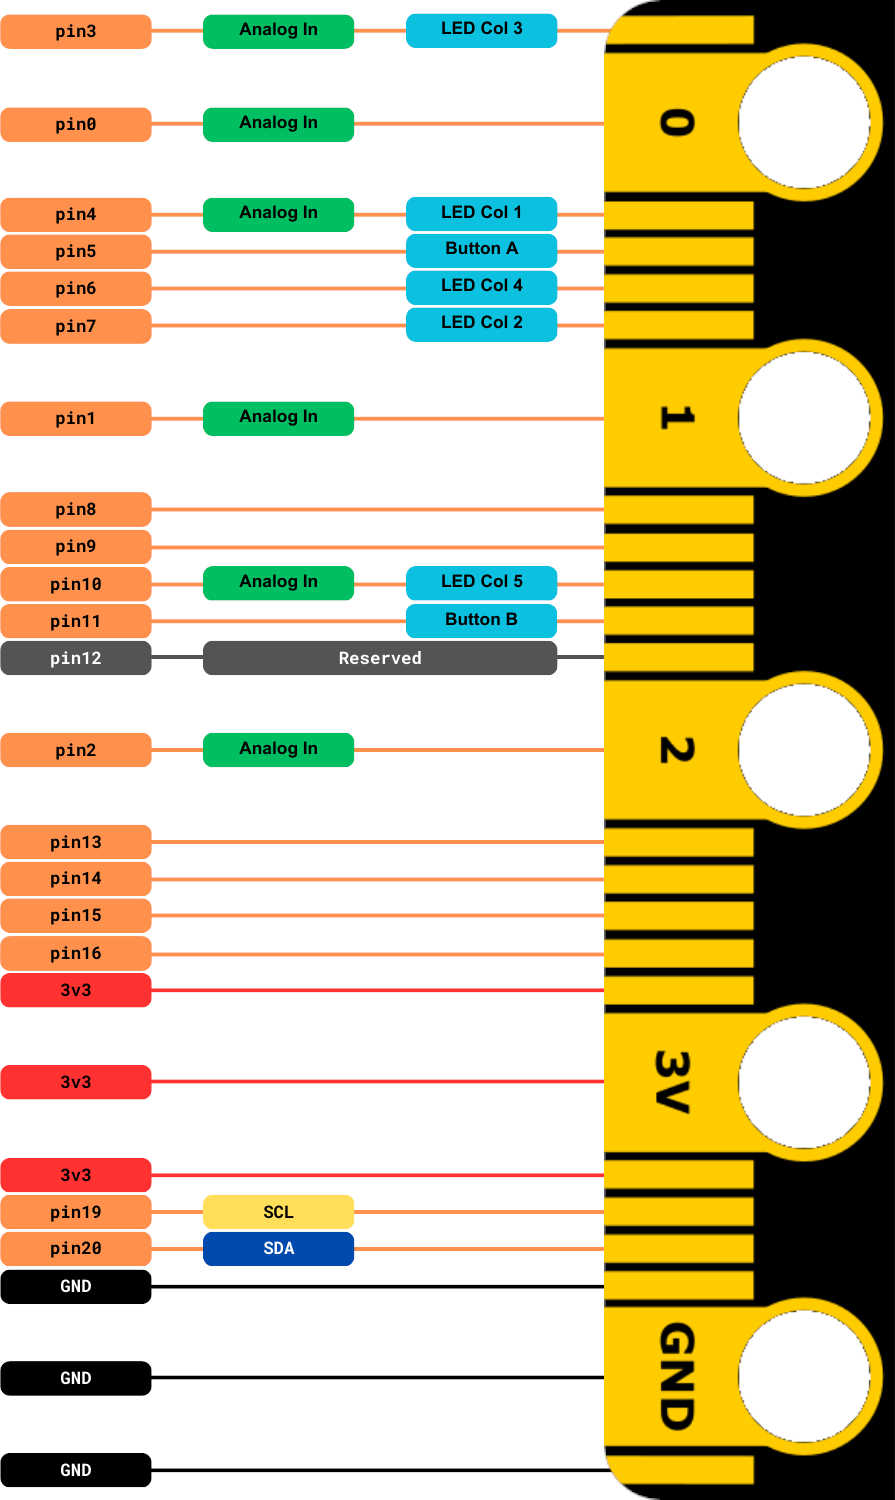 pin3 Analog In LED Col 3
pin0 Analog In 0
pin4 Analog In LED Col 1
pin5 Button A
pin6 LED Col 4
pin7 LED Col 2
pin1 Analog In 1
pin8
pin9
pin10 Analog In LED Col 5
pin11 Button B
pin12 Reserved
pin2 Analog In 2
pin13
pin14
pin15
pin16
3v3
3v3 3V
3v3
pin19 SCL
pin20 SDA
GND
GND GND
GND